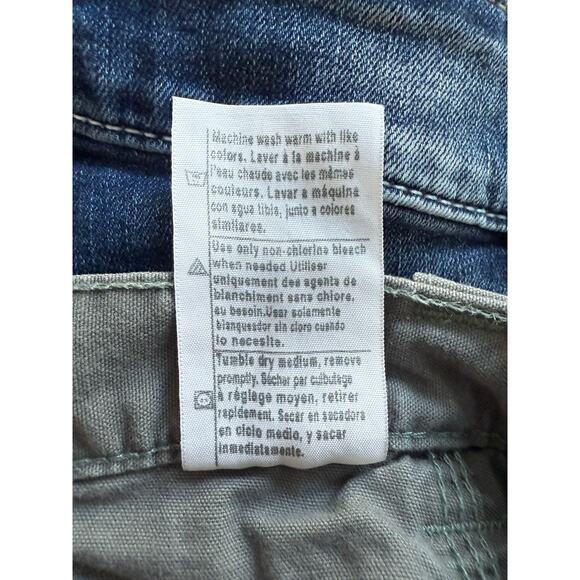 Machine wash warm with like
colors. Laver à la machine à
l'eau chaude avec les mêmes
couleurs. Lavar a máquina
con agua tibia, junto a colores
similares.
Use only non-chlorine bleach
when needed Utiliser
uniquement des agents de
blanchiment sans chlore,
au besoin.Usar solamente
blanqueador sin cloro cuando
lo necesite.
Tumble dry medium, remove
promptly. Sécher par culbutage
à réglage moyen, retirer
rapidement. Secar en secadora
en ciclo medio, y sacar
inmediatamente.